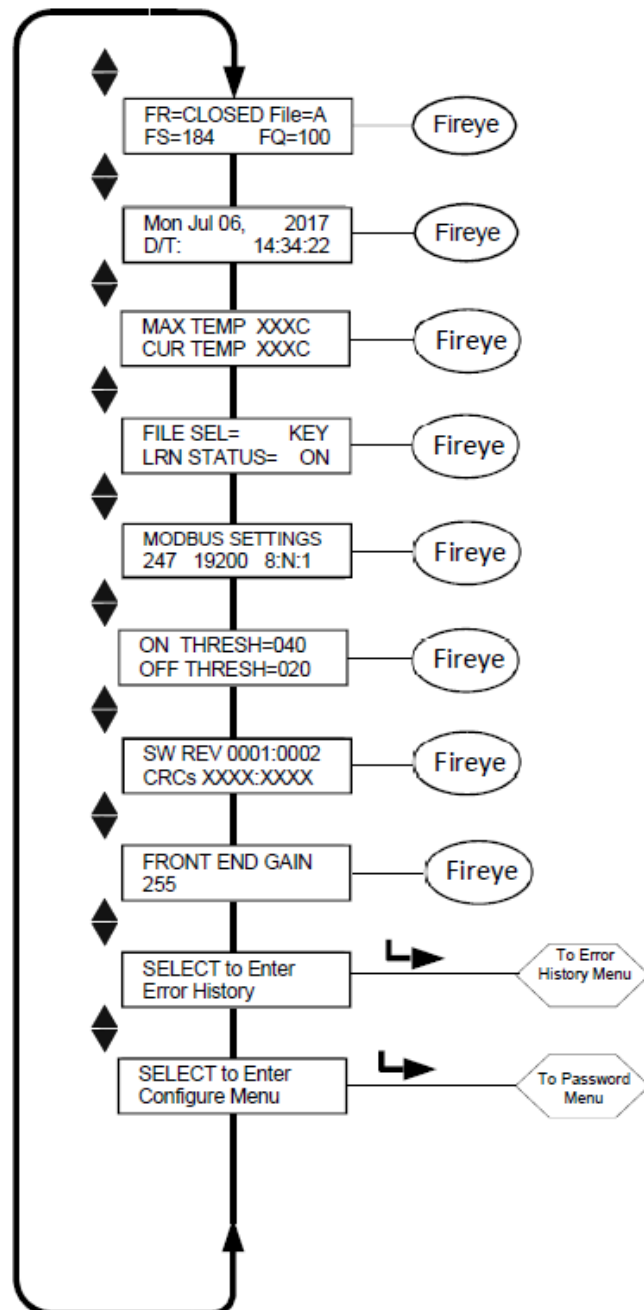 FR=CLOSED File=A
FS=184 FQ=100
Fireye
Mon Jul 06, 2017
D/T: 14:34:22
Fireye
MAX TEMP XXXC
CUR TEMP XXXC
Fireye
FILE SEL= KEY
LRN STATUS= ON
Fireye
MODBUS SETTINGS
247 19200 8:N:1
Fireye
ON THRESH=040
OFF THRESH=020
Fireye
SW REV 0001:0002
CRCs XXXX:XXXX
Fireye
FRONT END GAIN
255
Fireye
SELECT to Enter
Error History
To Error
History Menu
SELECT to Enter
Configure Menu
To Password
Menu